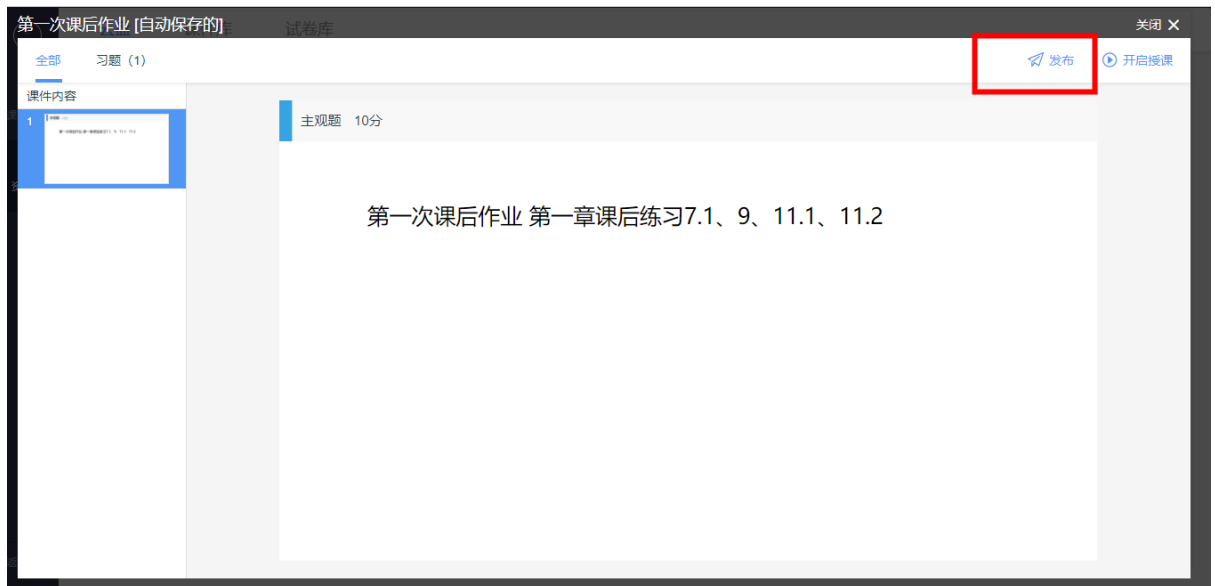 第一次课后作业 [自动保存的]
试卷库
关闭 ×
全部 习题（1）
发布 开启授课
课件内容
1
主观题 10分
第一次课后作业 第一章课后练习7.1、9、11.1、11.2